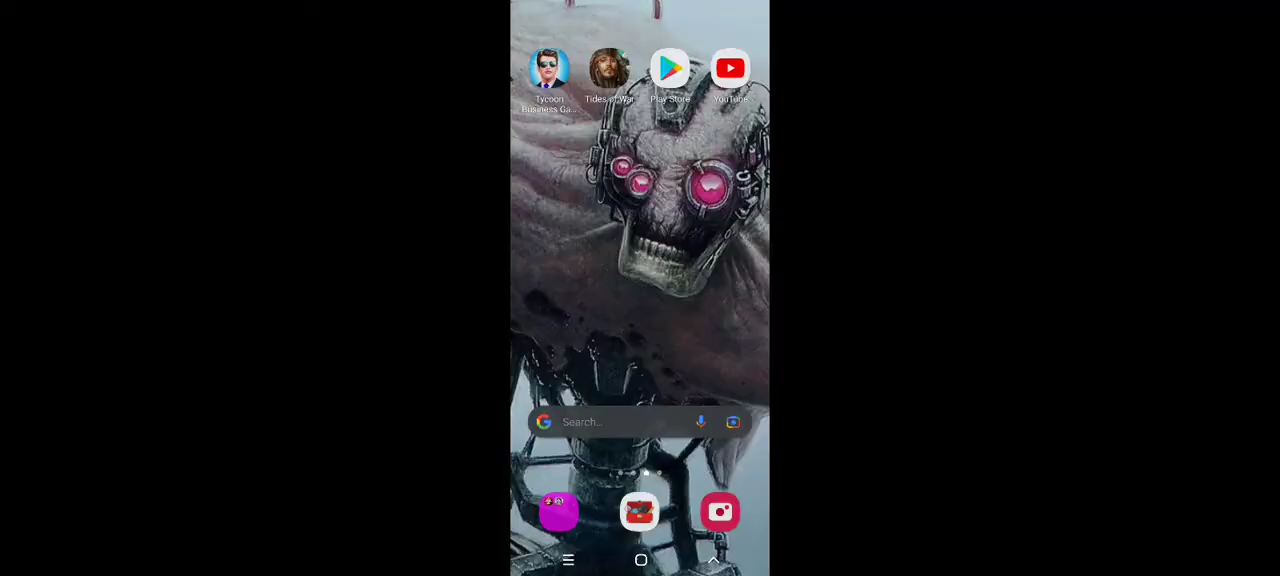 Tycoon Business Ga...
Tides of War
Play Store
YouTube
Search...